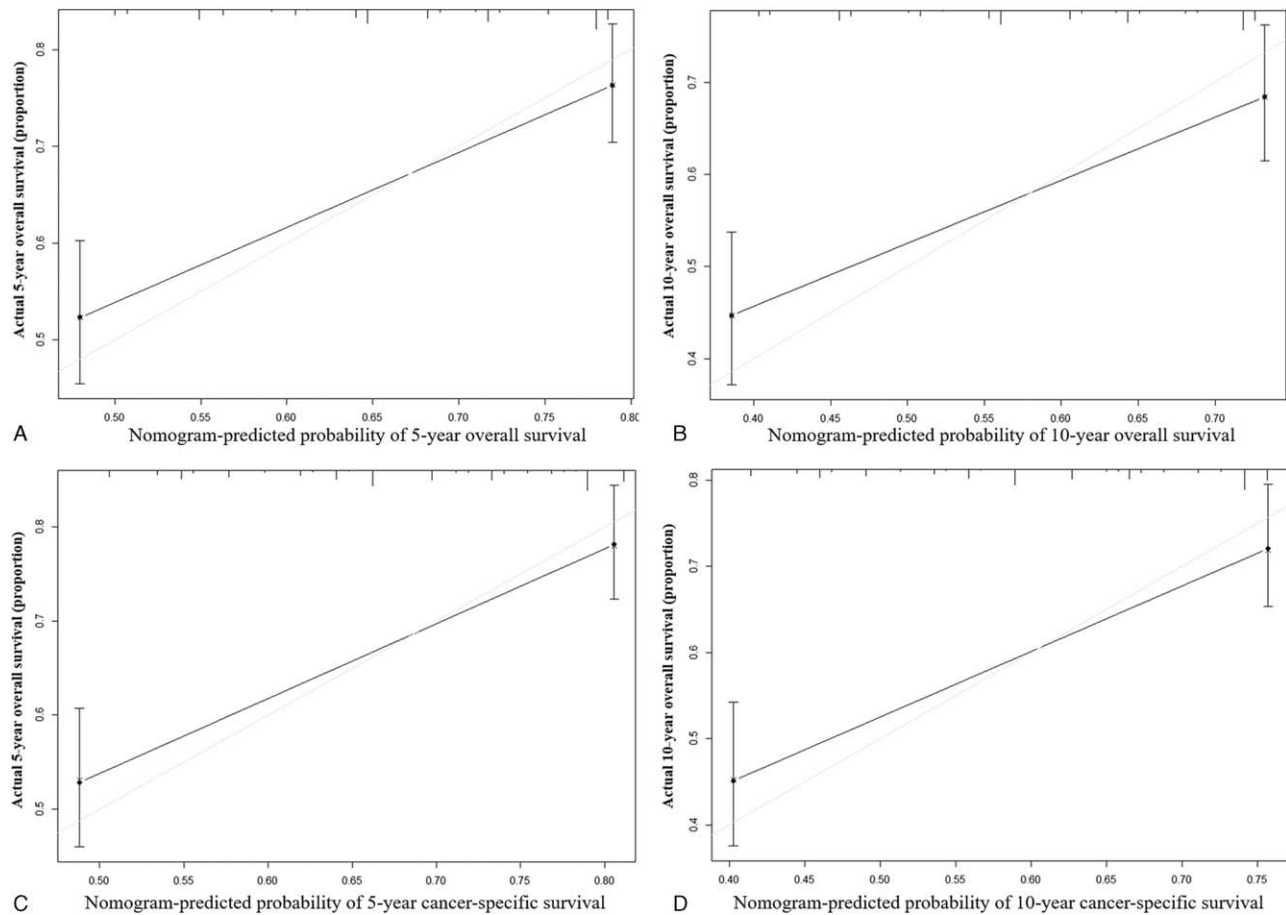 Actual 5-year overall survival (proportion)
0.8
0.7
0.6
0.5
0.50 0.55 0.60 0.65 0.70 0.75 0.80
A Nomogram-predicted probability of 5-year overall survival
Actual 10-year overall survival (proportion)
0.7
0.6
0.5
0.4
0.40 0.45 0.50 0.55 0.60 0.65 0.70
B Nomogram-predicted probability of 10-year overall survival
Actual 5-year overall survival (proportion)
0.8
0.7
0.6
0.5
0.50 0.55 0.60 0.65 0.70 0.75 0.80
C Nomogram-predicted probability of 5-year cancer-specific survival
Actual 10-year overall survival (proportion)
0.8
0.7
0.6
0.5
0.4
0.40 0.45 0.50 0.55 0.60 0.65 0.70 0.75
D Nomogram-predicted probability of 10-year cancer-specific survival